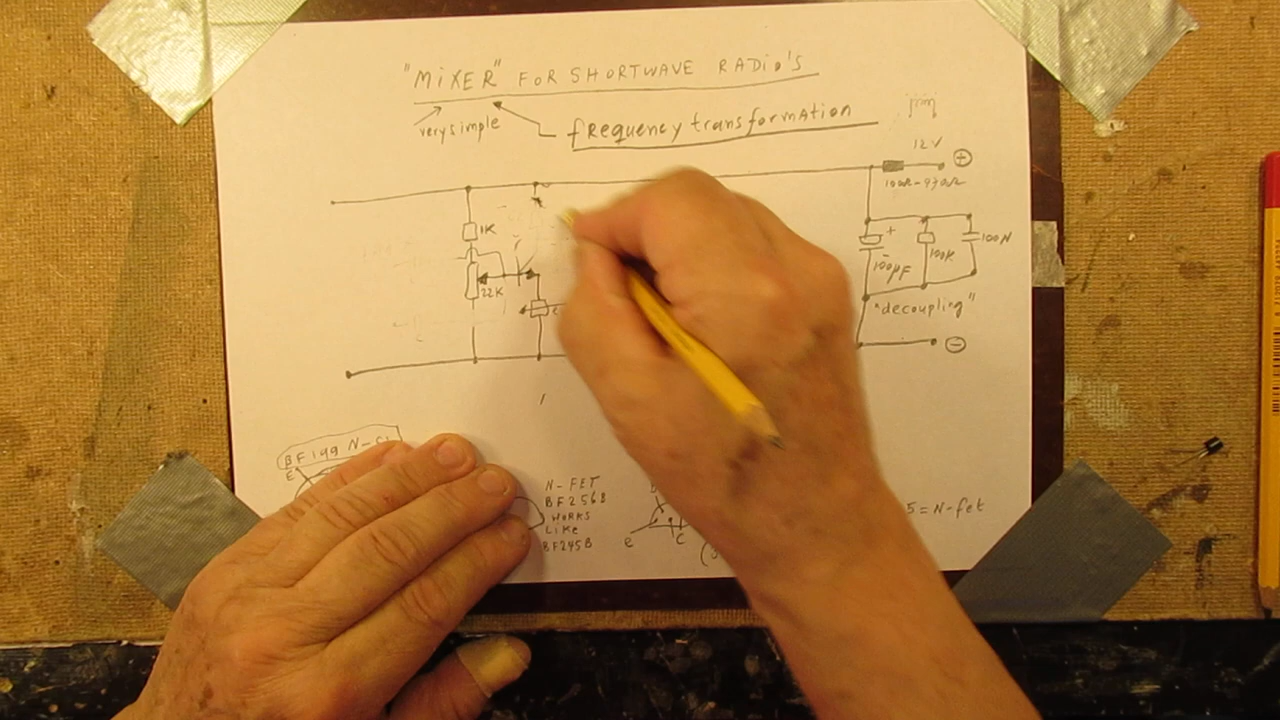 "MiXER" FOR SHORTWAVE RADio's
very simple
fRequency transformAtion
12V
+
100Ω-470Ω
1K
22K
+
100µF
100K
100N
"decoupling"
-
BF199 N-
E
N-FET
BF256B
WORKS
Like
BF245B
e
C
5=N-fet